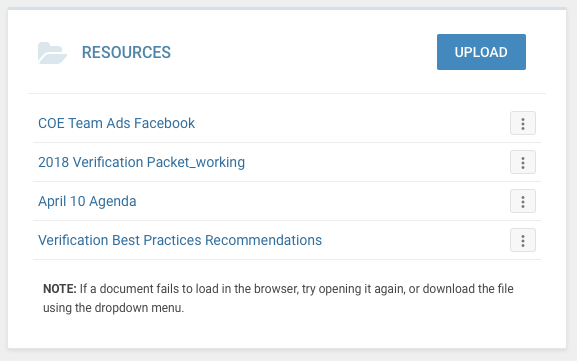 RESOURCES
UPLOAD
COE Team Ads Facebook
2018 Verification Packet_working
April 10 Agenda
Verification Best Practices Recommendations
NOTE: If a document fails to load in the browser, try opening it again, or download the file
using the dropdown menu.